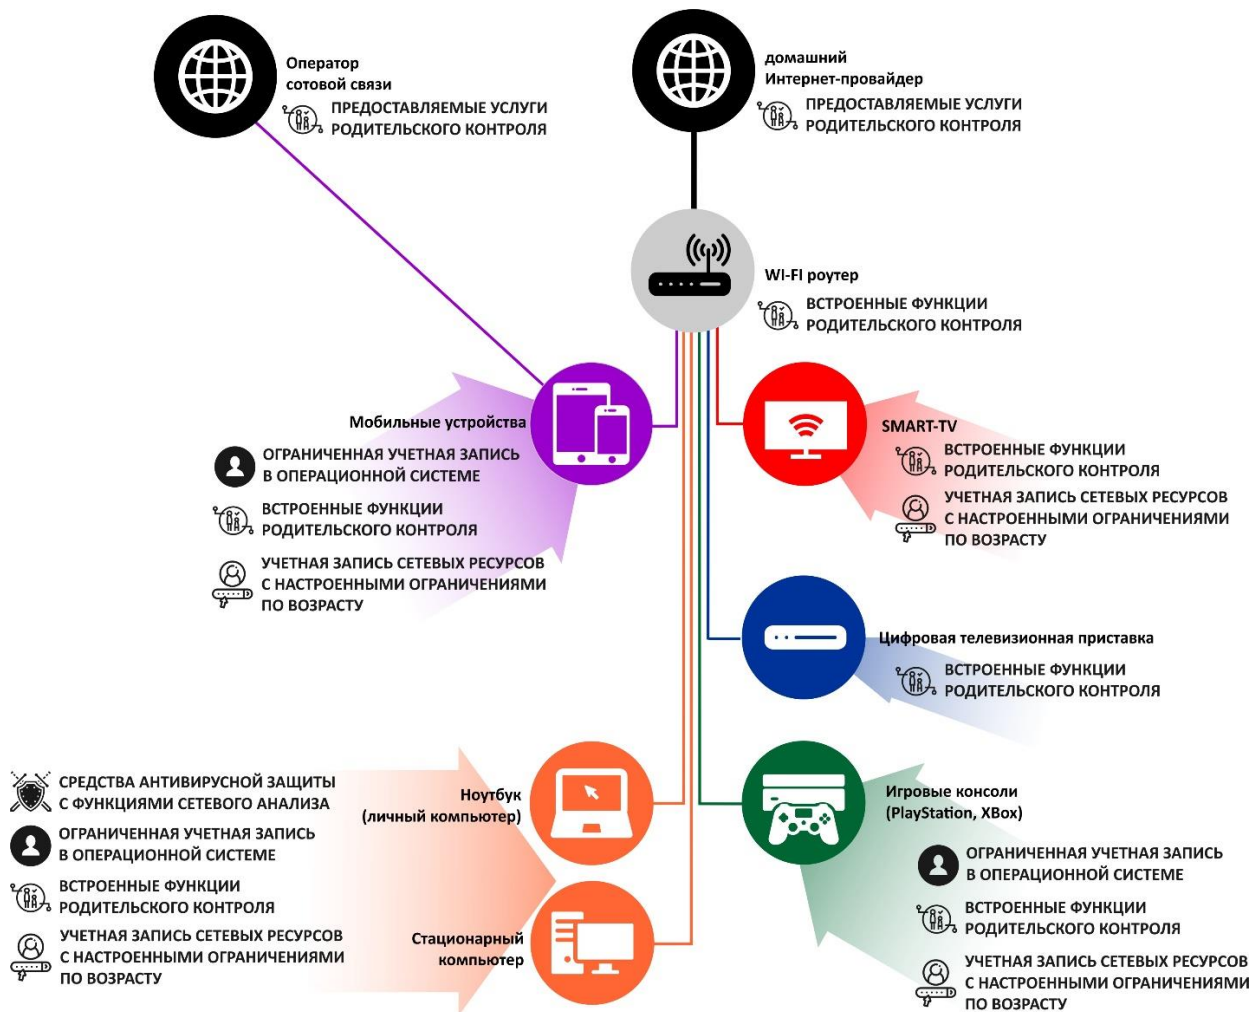 Оператор
сотовой связи
ПРЕДОСТАВЛЯЕМЫЕ УСЛУГИ
РОДИТЕЛЬСКОГО КОНТРОЛЯ
домашний
Интернет-провайдер
ПРЕДОСТАВЛЯЕМЫЕ УСЛУГИ
РОДИТЕЛЬСКОГО КОНТРОЛЯ
WI-FI роутер
ВСТРОЕННЫЕ ФУНКЦИИ
РОДИТЕЛЬСКОГО КОНТРОЛЯ
Мобильные устройства
ОГРАНИЧЕННАЯ УЧЕТНАЯ ЗАПИСЬ
В ОПЕРАЦИОННОЙ СИСТЕМЕ
ВСТРОЕННЫЕ ФУНКЦИИ
РОДИТЕЛЬСКОГО КОНТРОЛЯ
УЧЕТНАЯ ЗАПИСЬ СЕТЕВЫХ РЕСУРСОВ
С НАСТРОЕННЫМИ ОГРАНИЧЕНИЯМИ
ПО ВОЗРАСТУ
SMART-TV
ВСТРОЕННЫЕ ФУНКЦИИ
РОДИТЕЛЬСКОГО КОНТРОЛЯ
УЧЕТНАЯ ЗАПИСЬ СЕТЕВЫХ РЕСУРСОВ
С НАСТРОЕННЫМИ ОГРАНИЧЕНИЯМИ
ПО ВОЗРАСТУ
Цифровая телевизионная приставка
ВСТРОЕННЫЕ ФУНКЦИИ
РОДИТЕЛЬСКОГО КОНТРОЛЯ
СРЕДСТВА АНТИВИРУСНОЙ ЗАЩИТЫ
С ФУНКЦИЯМИ СЕТЕВОГО АНАЛИЗА
ОГРАНИЧЕННАЯ УЧЕТНАЯ ЗАПИСЬ
В ОПЕРАЦИОННОЙ СИСТЕМЕ
ВСТРОЕННЫЕ ФУНКЦИИ
РОДИТЕЛЬСКОГО КОНТРОЛЯ
УЧЕТНАЯ ЗАПИСЬ СЕТЕВЫХ РЕСУРСОВ
С НАСТРОЕННЫМИ ОГРАНИЧЕНИЯМИ
ПО ВОЗРАСТУ
Ноутбук
(личный компьютер)
Стационарный
компьютер
Игровые консоли
(PlayStation, XBox)
ОГРАНИЧЕННАЯ УЧЕТНАЯ ЗАПИСЬ
В ОПЕРАЦИОННОЙ СИСТЕМЕ
ВСТРОЕННЫЕ ФУНКЦИИ
РОДИТЕЛЬСКОГО КОНТРОЛЯ
УЧЕТНАЯ ЗАПИСЬ СЕТЕВЫХ РЕСУРСОВ
С НАСТРОЕННЫМИ ОГРАНИЧЕНИЯМИ
ПО ВОЗРАСТУ